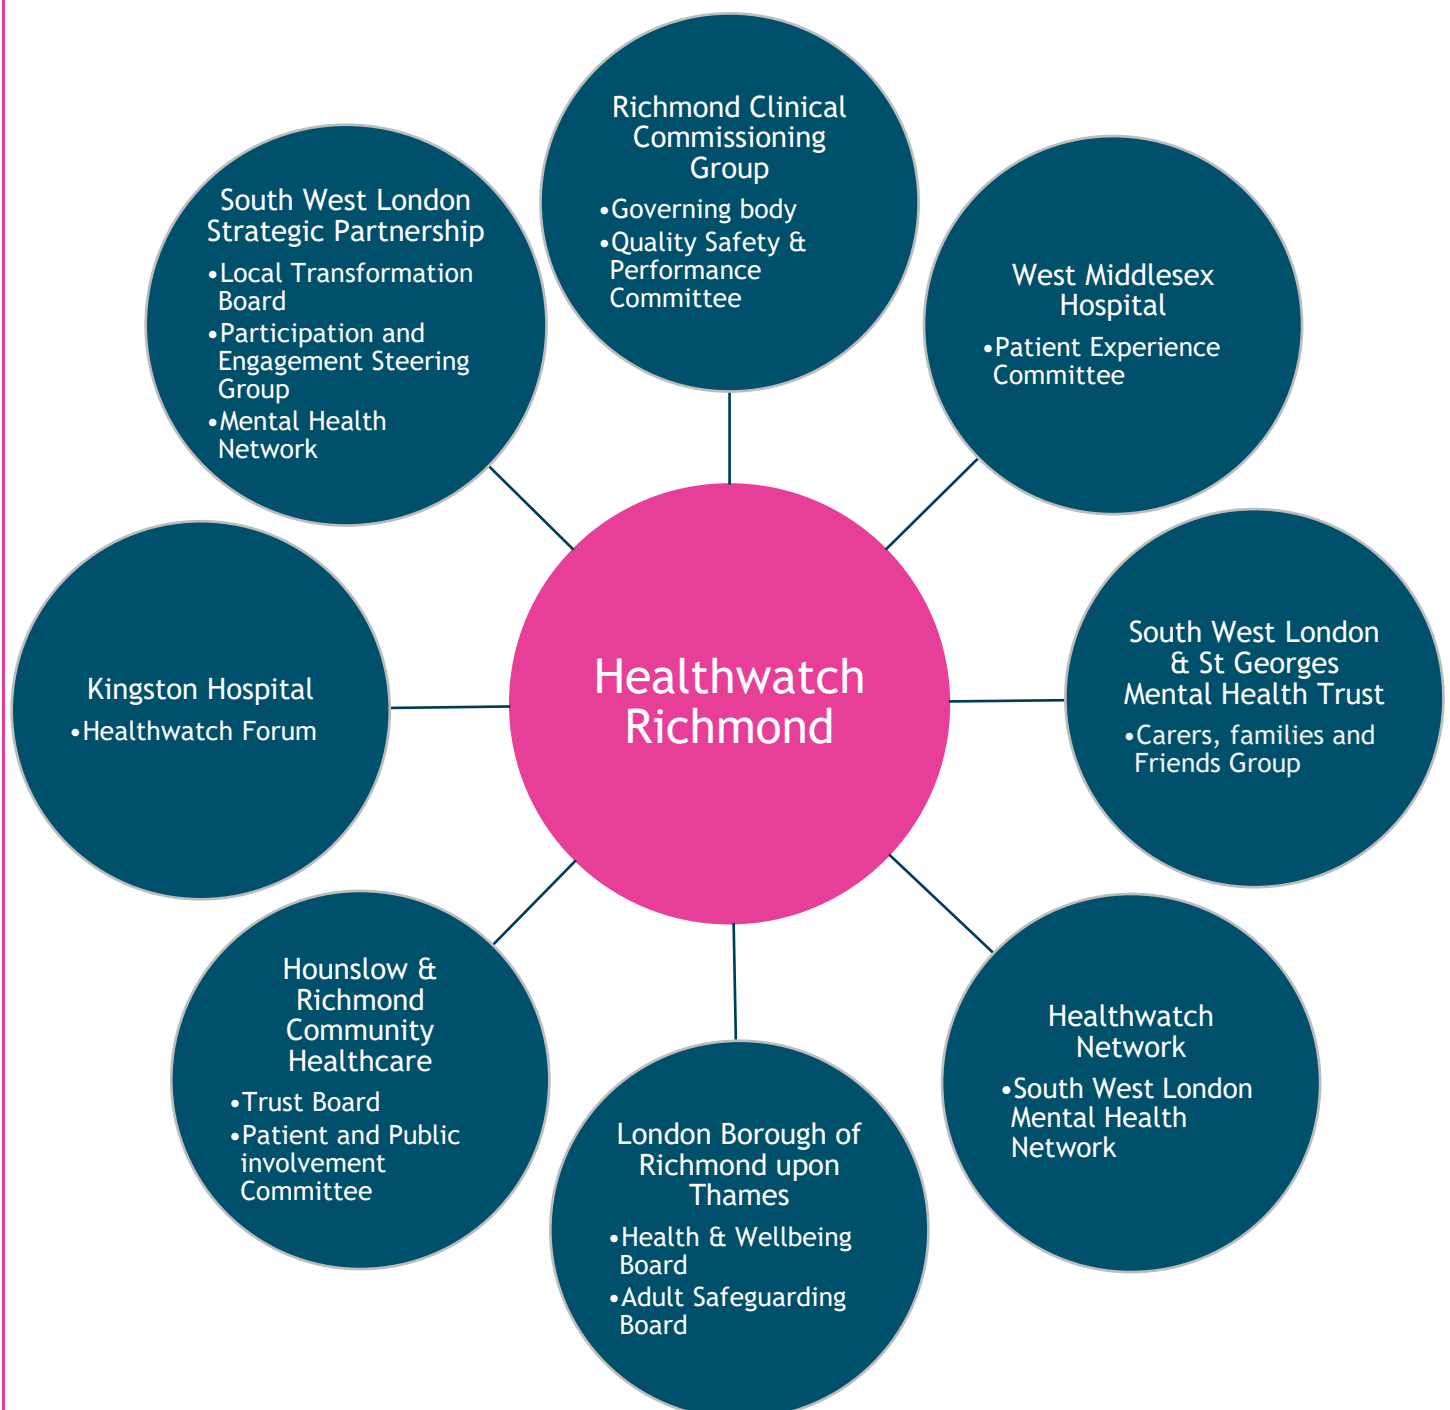 Richmond Clinical
Commissioning
Group
•Governing body
•Quality Safety &
Performance
Committee
South West London
Strategic Partnership
•Local Transformation
Board
•Participation and
Engagement Steering
Group
•Mental Health
Network
West Middlesex
Hospital
•Patient Experience
Committee
Kingston Hospital
•Healthwatch Forum
Healthwatch
Richmond
South West London
& St Georges
Mental Health Trust
•Carers, families and
Friends Group
Hounslow &
Richmond
Community
Healthcare
•Trust Board
•Patient and Public
involvement
Committee
London Borough of
Richmond upon
Thames
•Health & Wellbeing
Board
•Adult Safeguarding
Board
Healthwatch
Network
•South West London
Mental Health
Network